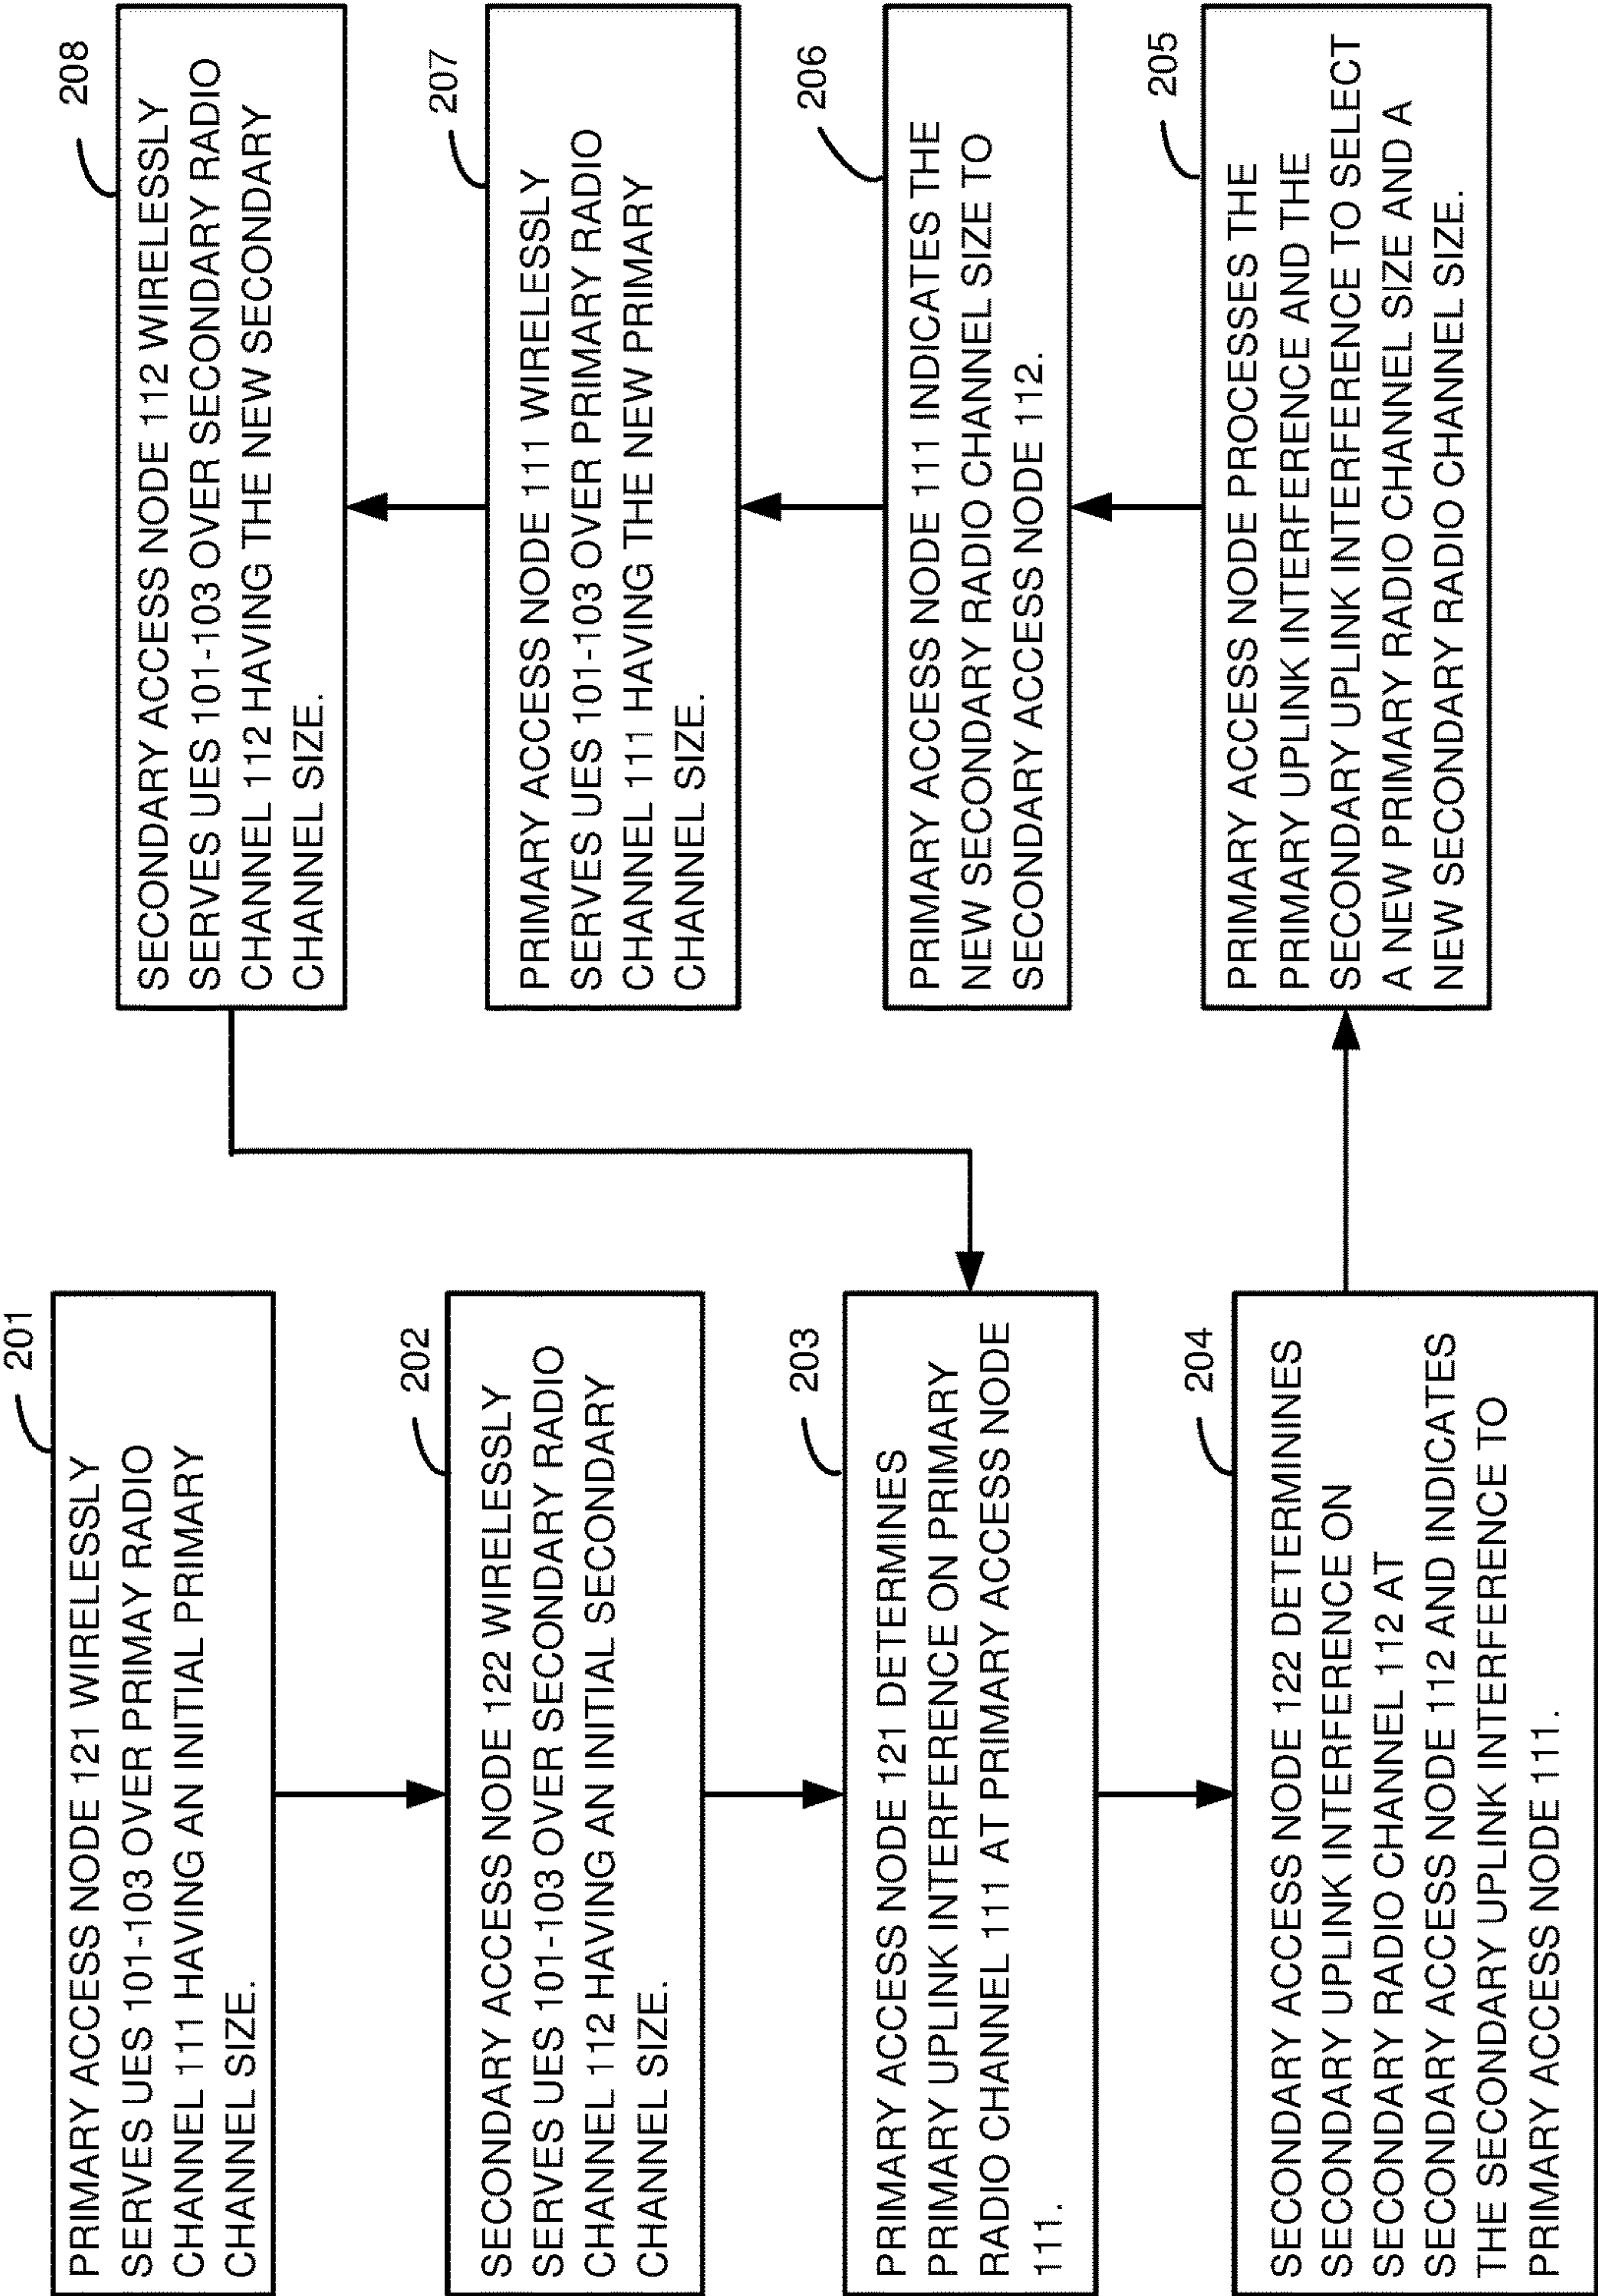 201
PRIMARY ACCESS NODE 121 WIRELESSLY
SERVES UES 101-103 OVER PRIMAY RADIO
CHANNEL 111 HAVING AN INITIAL PRIMARY
CHANNEL SIZE.
202
SECONDARY ACCESS NODE 122 WIRELESSLY
SERVES UES 101-103 OVER SECONDARY RADIO
CHANNEL 112 HAVING AN INITIAL SECONDARY
CHANNEL SIZE.
203
PRIMARY ACCESS NODE 121 DETERMINES
PRIMARY UPLINK INTERFERENCE ON PRIMARY
RADIO CHANNEL 111 AT PRIMARY ACCESS NODE
111.
204
SECONDARY ACCESS NODE 122 DETERMININES
SECONDARY UPLINK INTERFERENCE ON
SECONDARY RADIO CHANNEL 112 AT
SECONDARY ACCESS NODE 112 AND INDICATES
THE SECONDARY UPLINK INTERFERENCE TO
PRIMARY ACCESS NODE 111.
205
PRIMARY ACCESS NODE PROCESSES THE
PRIMARY UPLINK INTERFERENCE AND THE
SECONDARY UPLINK INTERFERENCE TO SELECT
A NEW PRIMARY RADIO CHANNEL SIZE AND A
NEW SECONDARY RADIO CHANNEL SIZE.
206
PRIMARY ACCESS NODE 111 INDICATES THE
NEW SECONDARY RADIO CHANNEL SIZE TO
SECONDARY ACCESS NODE 112.
207
PRIMARY ACCESS NODE 111 WIRELESSLY
SERVES UES 101-103 OVER PRIMARY RADIO
CHANNEL 111 HAVING THE NEW PRIMARY
CHANNEL SIZE.
208
SECONDARY ACCESS NODE 112 WIRELESSLY
SERVES UES 101-103 OVER SECONDARY RADIO
CHANNEL 112 HAVING THE NEW SECONDARY
CHANNEL SIZE.